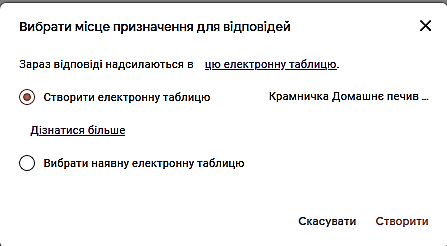 Вибрати місце призначення для відповідей
Зараз відповіді надсилаються в цю електронну таблицю.
Створити електронну таблицю Крамничка Домашнє печив ...
Дізнатися більше
Вибрати наявну електронну таблицю
Скасувати Створити